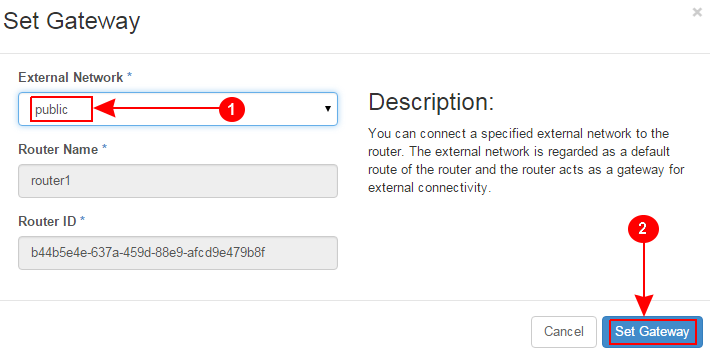 Set Gateway
×
External Network *
public
1
Router Name *
router1
Router ID *
b44b5e4e-637a-459d-88e9-afcd9e479b8f
Description:
You can connect a specified external network to the
router. The external network is regarded as a default
route of the router and the router acts as a gateway for
external connectivity.
2
Cancel
Set Gateway